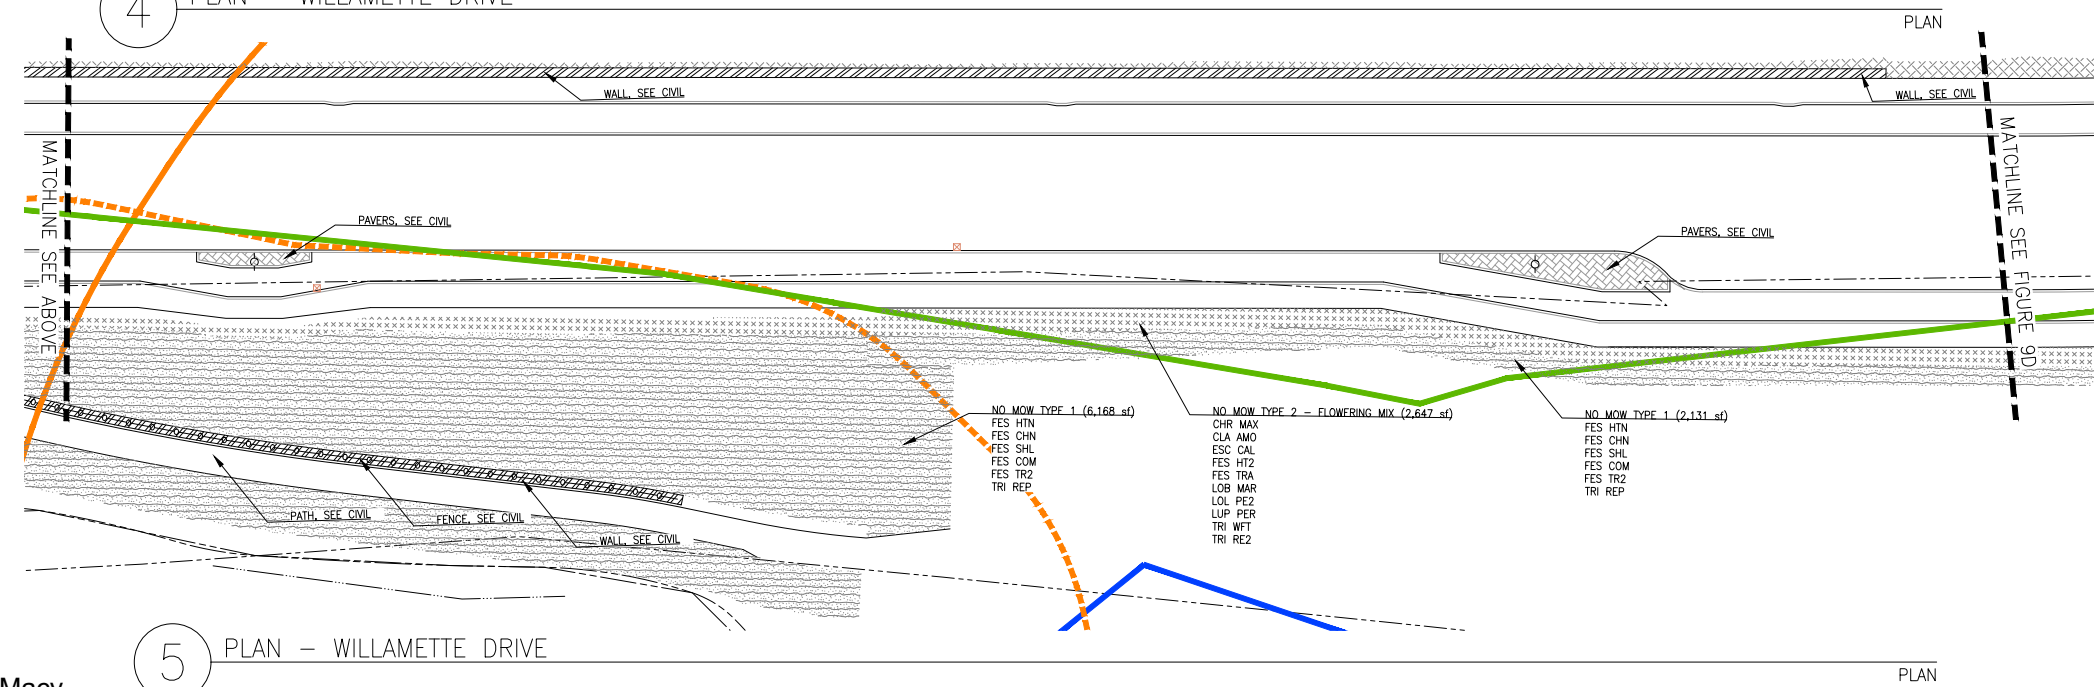 4
PLAN - WILLAMETTE DRIVE
PLAN
WALL, SEE CIVIL
WALL, SEE CIVIL
MATCHLINE SEE ABOVE
MATCHLINE SEE FIGURE 9D
PAVERS, SEE CIVIL
PAVERS, SEE CIVIL
NO MOW TYPE 1 (6,168 sf)
FES HTN
FES CHN
FES SHL
FES COM
FES TR2
TRI REP
NO MOW TYPE 2 – FLOWERING MIX (2,647 sf)
CHR MAX
CLA AMO
ESC CAL
FES HT2
FES TRA
LOB MAR
LOL PE2
LUP PER
TRI WFT
TRI RE2
NO MOW TYPE 1 (2,131 sf)
FES HTN
FES CHN
FES SHL
FES COM
FES TR2
TRI REP
PATH, SEE CIVIL
FENCE, SEE CIVIL
WALL, SEE CIVIL
5
PLAN – WILLAMETTE DRIVE
PLAN